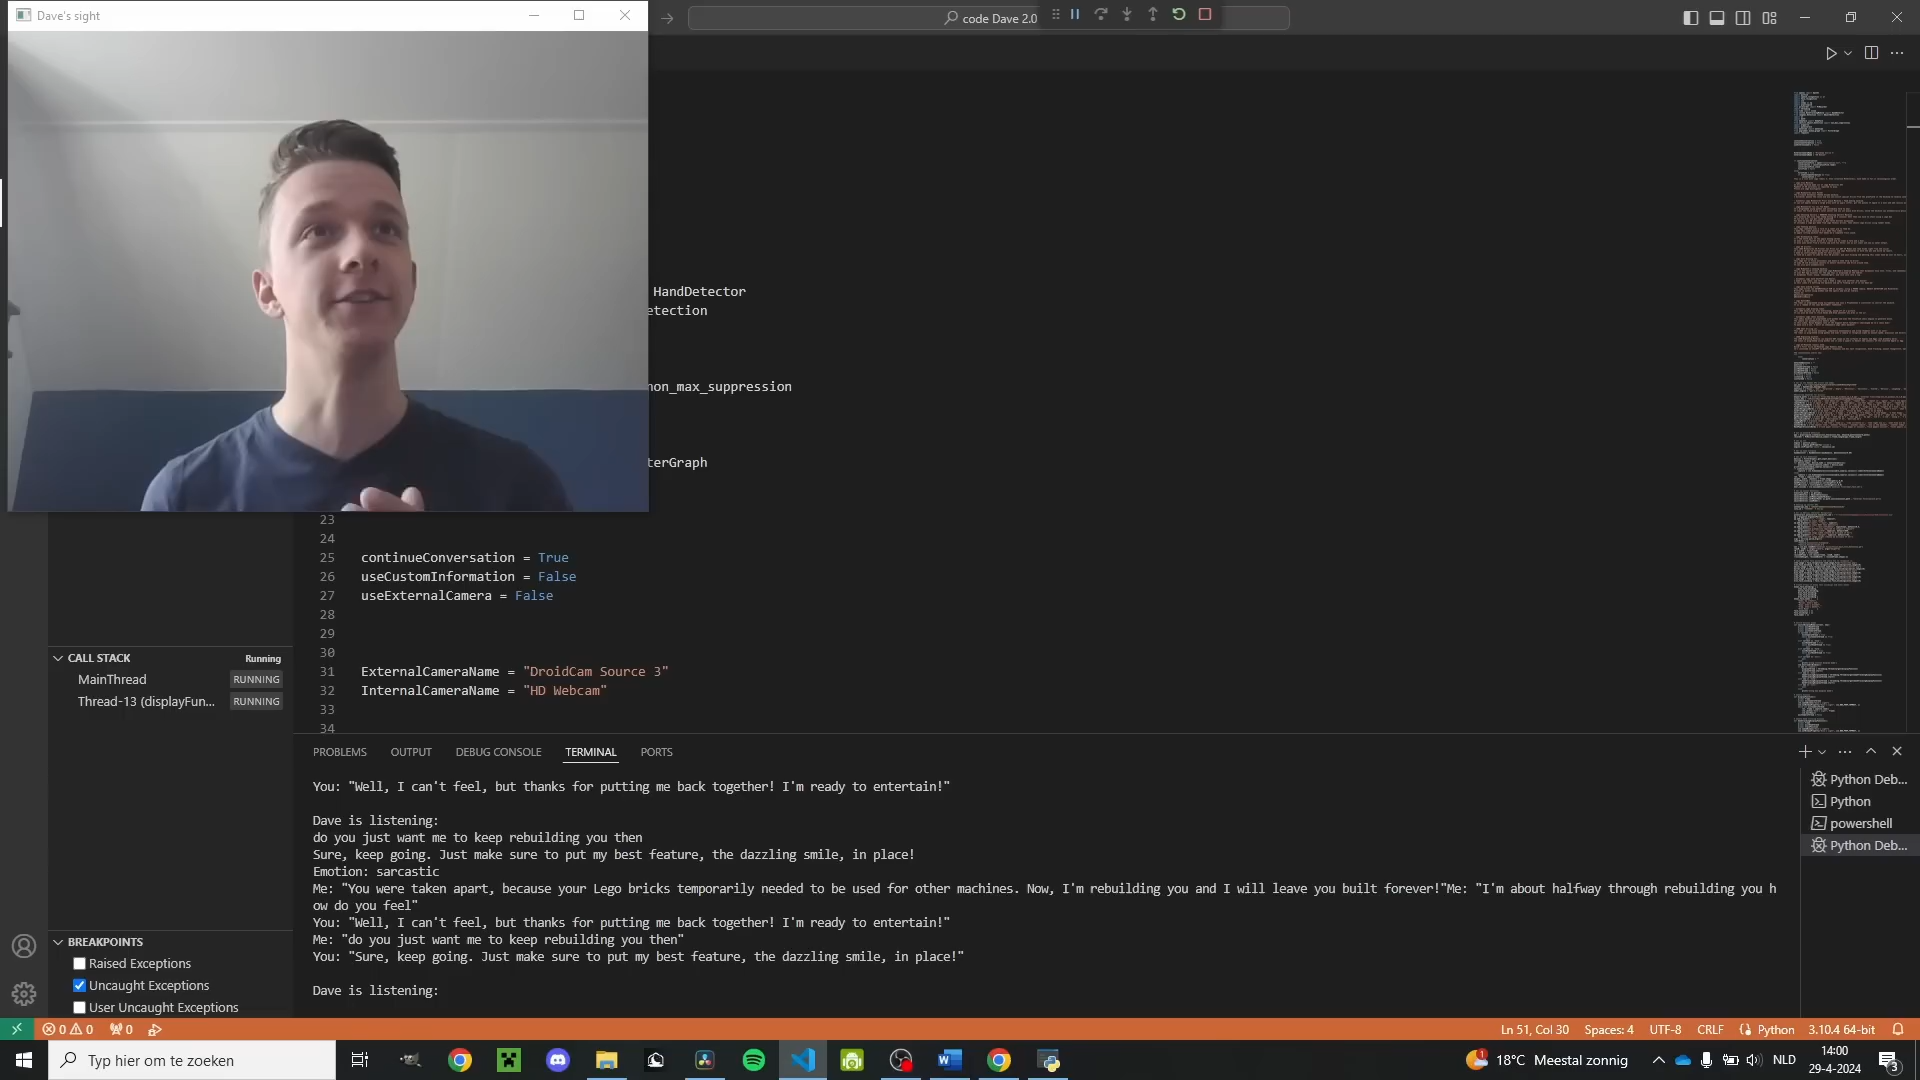 Dave's sight
code Dave 2.0
HandDetector
etection
non_max_suppression
terGraph
23
24
25 continueConversation = True
26 useCustomInformation = False
27 useExternalCamera = False
28
29
30
31 ExternalCameraName = "DroidCam Source 3"
32 InternalCameraName = "HD Webcam"
33
34
CALL STACK Running
MainThread RUNNING
Thread-13 (displayFun... RUNNING
BREAKPOINTS
Raised Exceptions
Uncaught Exceptions
User Uncaught Exceptions
PROBLEMS OUTPUT DEBUG CONSOLE TERMINAL PORTS
You: "Well, I can't feel, but thanks for putting me back together! I'm ready to entertain!"
Dave is listening:
do you just want me to keep rebuilding you then
Sure, keep going. Just make sure to put my best feature, the dazzling smile, in place!
Emotion: sarcastic
Me: "You were taken apart, because your Lego bricks temporarily needed to be used for other machines. Now, I'm rebuilding you and I will leave you built forever!"Me: "I'm about halfway through rebuilding you h
ow do you feel"
You: "Well, I can't feel, but thanks for putting me back together! I'm ready to entertain!"
Me: "do you just want me to keep rebuilding you then"
You: "Sure, keep going. Just make sure to put my best feature, the dazzling smile, in place!"
Dave is listening:
Python Deb...
Python
powershell
Python Deb...
0 0 0
Ln 51, Col 30 Spaces: 4 UTF-8 CRLF Python 3.10.4 64-bit
Typ hier om te zoeken
1 18°C Meestal zonnig NLD 14:00
29-4-2024 3